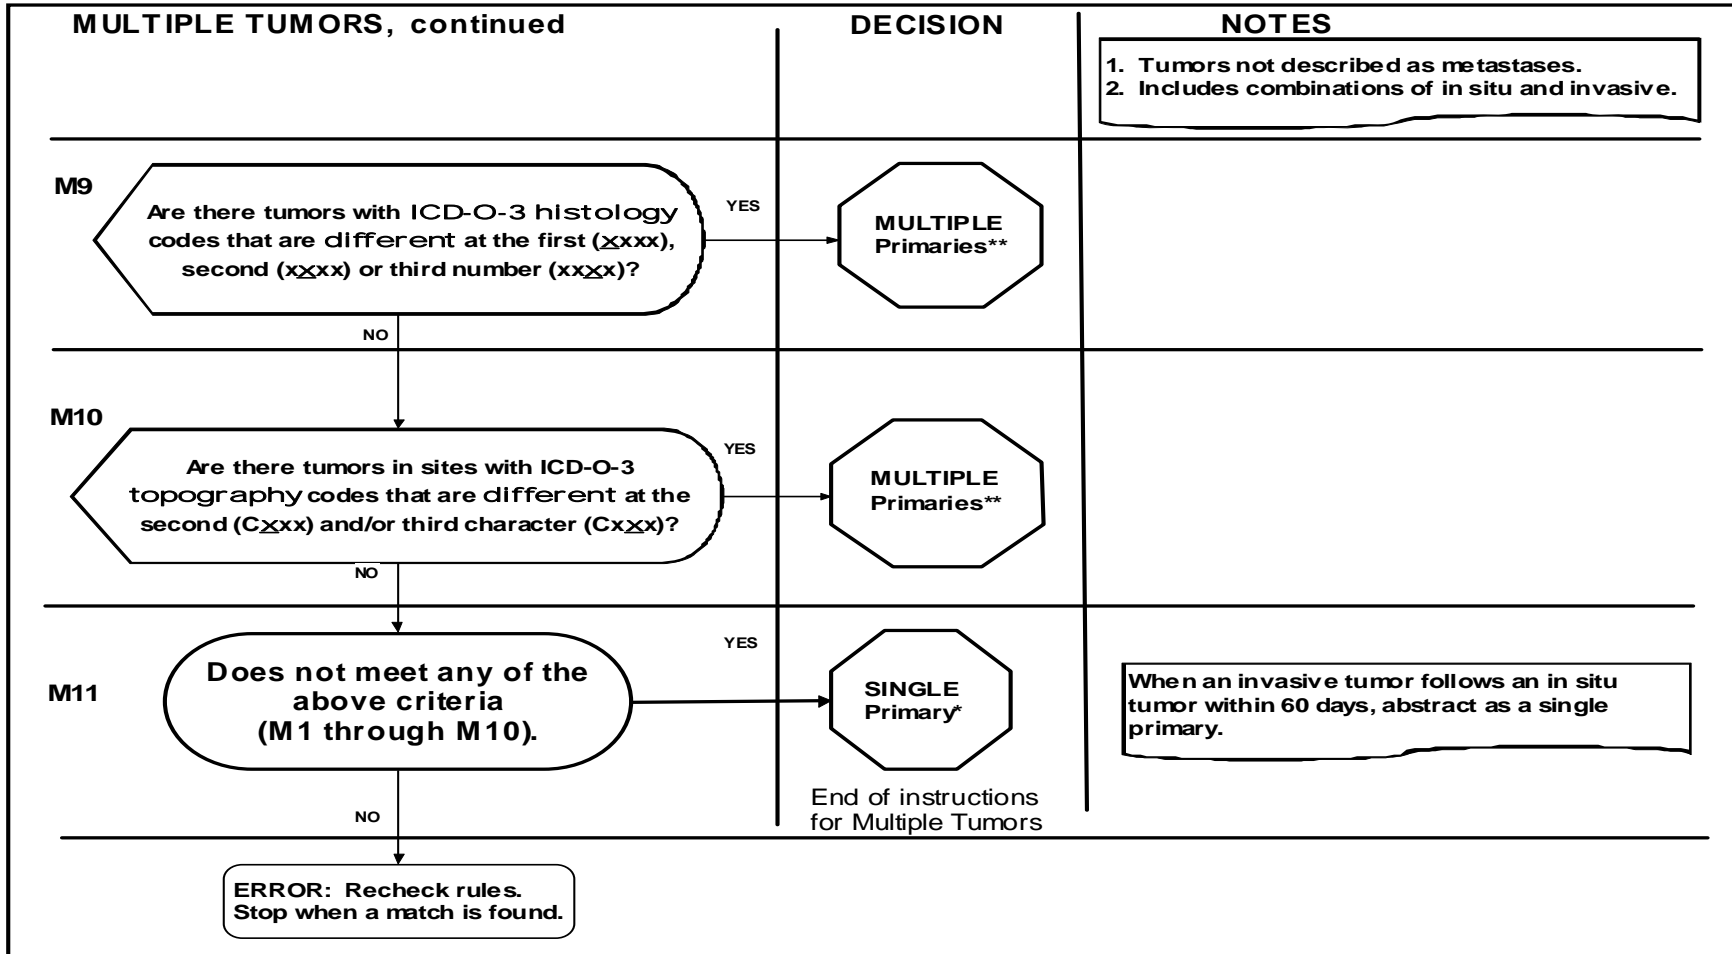 MULTIPLE TUMORS, continued
DECISION
NOTES
1. Tumors not described as metastases.
2. Includes combinations of in situ and invasive.
M9
Are there tumors with ICD-O-3 histology
codes that are different at the first (xxxx),
second (xxxx) or third number (xxxx)?
YES
MULTIPLE
Primaries**
NO
M10
Are there tumors in sites with ICD-O-3
topography codes that are different at the
second (Cxxx) and/or third character (Cxxx)?
YES
MULTIPLE
Primaries**
NO
M11
Does not meet any of the
above criteria
(M1 through M10).
YES
SINGLE
Primary*
When an invasive tumor follows an in situ
tumor within 60 days, abstract as a single
primary.
End of instructions
for Multiple Tumors
NO
ERROR: Recheck rules.
Stop when a match is found.